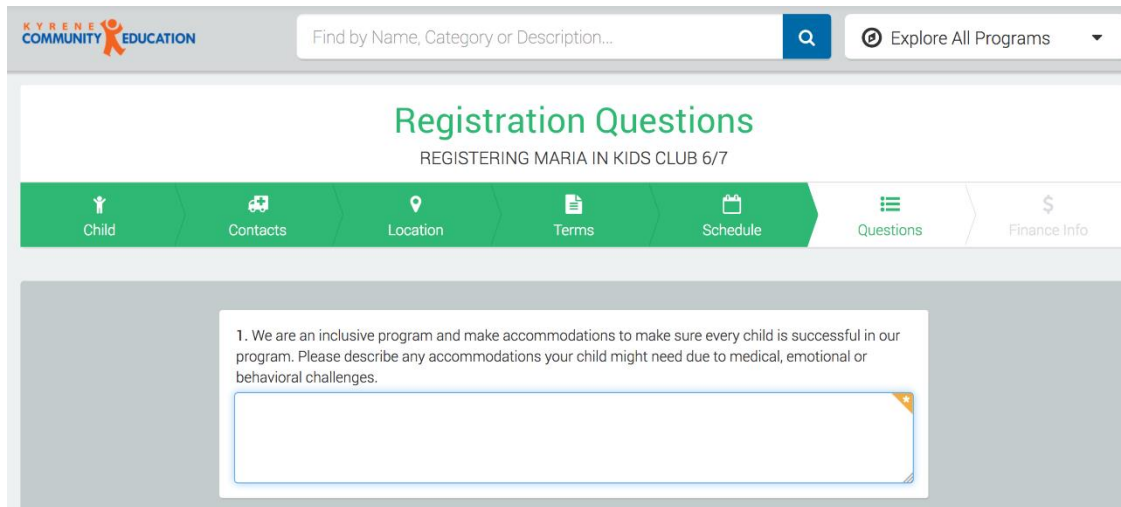 KYRENE
COMMUNITY EDUCATION
Find by Name, Category or Description...
Explore All Programs
Registration Questions
REGISTERING MARIA IN KIDS CLUB 6/7
Child
Contacts
Location
Terms
Schedule
Questions
$
Finance Info
1. We are an inclusive program and make accommodations to make sure every child is successful in our
program. Please describe any accommodations your child might need due to medical, emotional or
behavioral challenges.